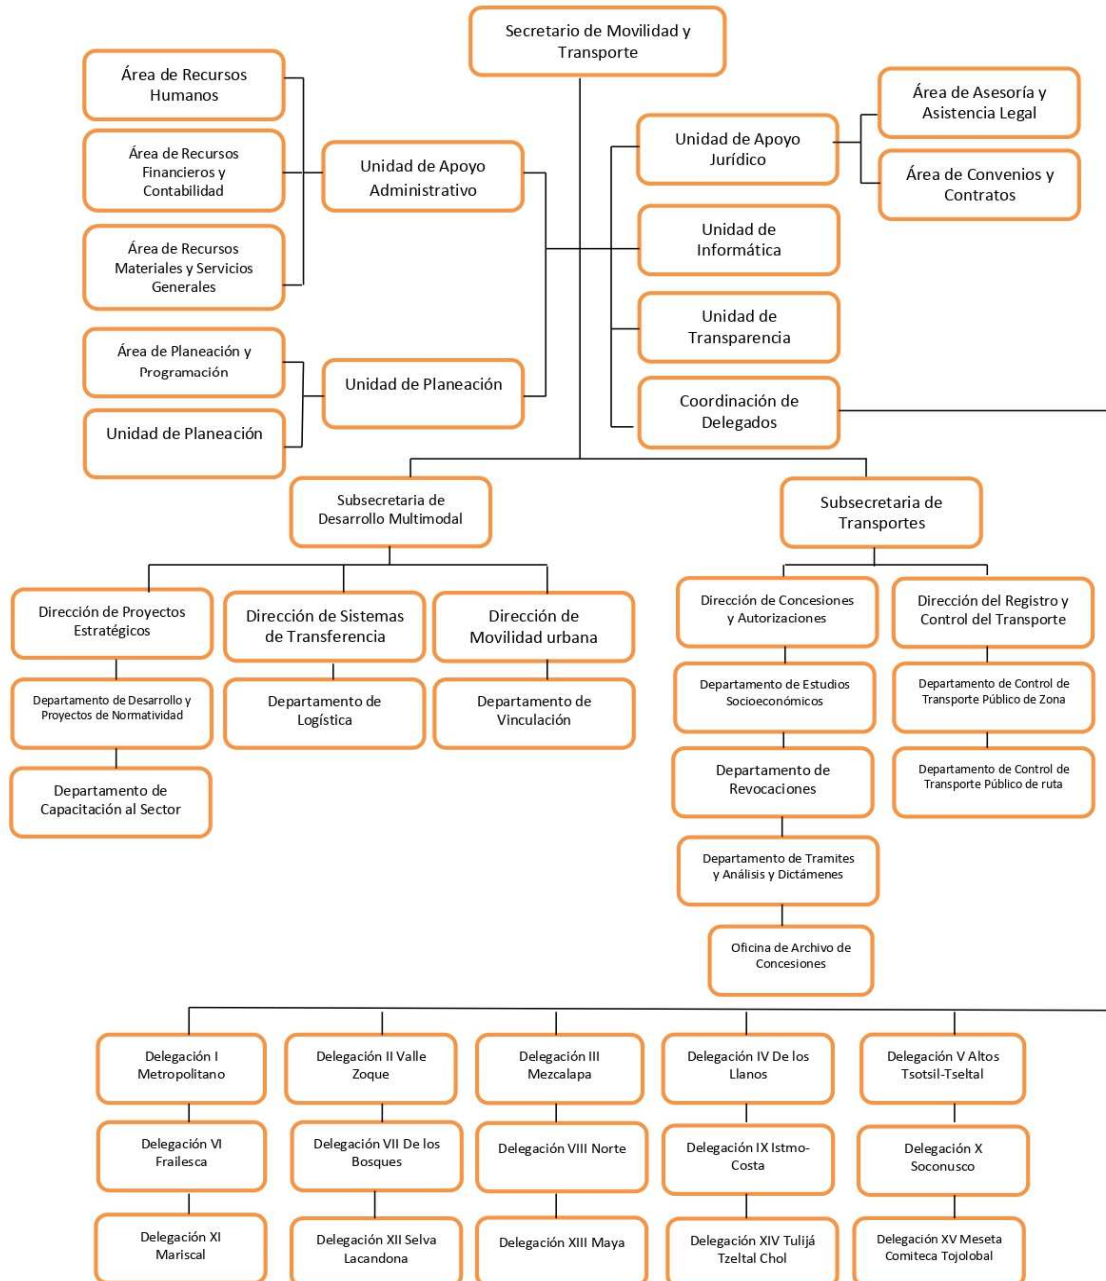 Secretario de Movilidad y
Transporte
Área de Recursos
Humanos
Área de Recursos
Financieros y
Contabilidad
Área de Recursos
Materiales y Servicios
Generales
Unidad de Apoyo
Administrativo
Área de Planeación y
Programación
Unidad de Planeación
Unidad de Planeación
Unidad de Apoyo
Jurídico
Área de Asesoría y
Asistencia Legal
Área de Convenios y
Contratos
Unidad de
Informática
Unidad de
Transparencia
Coordinación de
Delegados
Subsecretaria de
Desarrollo Multimodal
Subsecretaria de
Transportes
Dirección de Proyectos
Estratégicos
Dirección de Sistemas
de Transferencia
Dirección de
Movilidad urbana
Dirección de Concesiones
y Autorizaciones
Dirección del Registro y
Control del Transporte
Departamento de Desarrollo y
Proyectos de Normatividad
Departamento de
Logística
Departamento de
Vinculación
Departamento de Estudios
Socioeconómicos
Departamento de Control de
Transporte Público de Zona
Departamento de
Capacitación al Sector
Departamento de
Revocaciones
Departamento de Control de
Transporte Público de ruta
Departamento de Tramites
y Análisis y Dictámenes
Oficina de Archivo de
Concesiones
Delegación I
Metropolitano
Delegación II Valle
Zoque
Delegación III
Mezcalapa
Delegación IV De los
Llanos
Delegación V Altos
Tsotsil-Tseltal
Delegación VI
Frailesca
Delegación VII De los
Bosques
Delegación VIII Norte
Delegación IX Istmo-
Costa
Delegación X
Soconusco
Delegación XI
Mariscal
Delegación XII Selva
Lacandona
Delegación XIII Maya
Delegación XIV Tulijá
Tzeltal Chol
Delegación XV Meseta
Comiteca Tojolobal